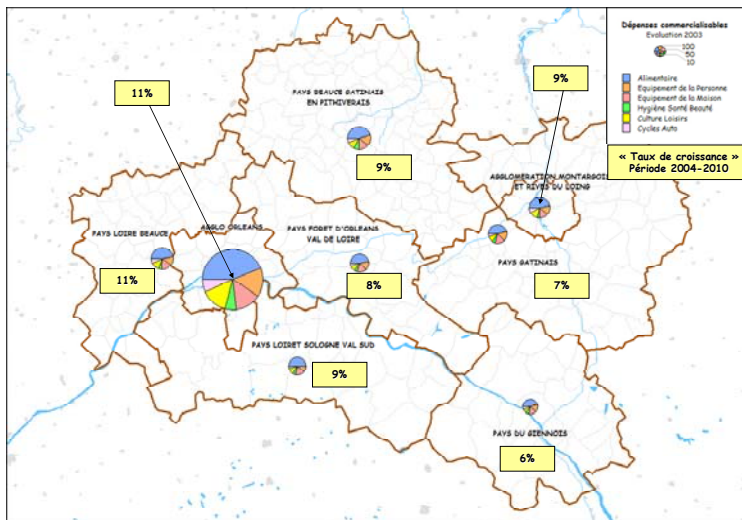 Dépenses commercialisables
Evaluation 2003
100
50
10
Alimentaire
Equipement de la Personne
Equipement de la Maison
Hygiène Santé Beauté
Culture Loisirs
Cycles Auto
« Taux de croissance »
Période 2004-2010
11%
9%
PAYS BEAUCE GATINAIS
EN PITHIVERAIS
9%
AGGLOMERATION MONTARGOISE
ET RIVES DU LOING
PAYS LOIRE BEAUCE
11%
AGGLO ORLEANS
PAYS FORET D'ORLEANS
VAL DE LOIRE
8%
PAYS GATINAIS
7%
PAYS LOIRET SOLOGNE VAL SUD
9%
PAYS DU GIENNOIS
6%